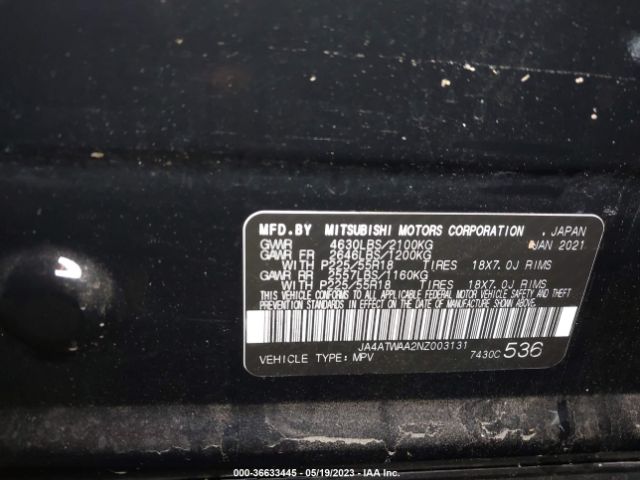 MFD.BY MITSUBISHI MOTORS CORPORATION , JAPAN
GVWR 4630LBS/2100KG JAN 2021
GAWR FR 2646LBS/1200KG
WITH P225/55R18 TIRES 18X7.0J RIMS
GAWR RR 2557LBS/1160KG
WITH P225/55R18 TIRES 18X7.0J RIMS
THIS VEHICLE CONFORMS TO ALL APPLICABLE FEDERAL MOTOR VEHICLE SAFETY AND THEFT
PREVENTION STANDARDS IN EFFECT ON THE DATE OF MANUFACTURE SHOWN ABOVE.
JA4ATWAA2NZ003131
VEHICLE TYPE: MPV 7430C 536
000-36633445 - 05/19/2023 - IAA Inc.